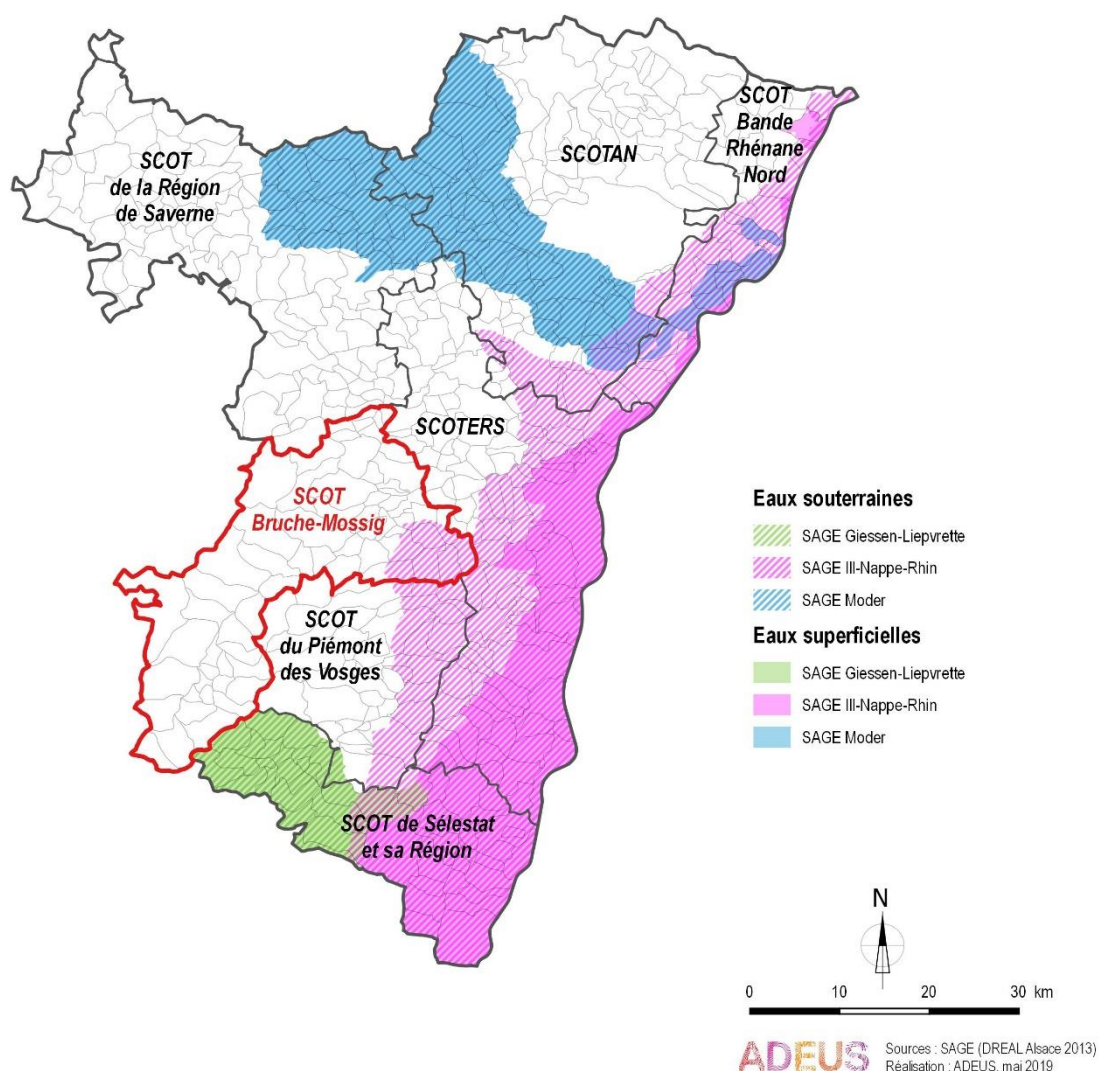 SCOT
de la Région
de Saverne
SCOTAN
SCOT
Bande
Rhénane
Nord
SCOTERS
SCOT
Bruche-Mossig
SCOT
du Piémont
des Vosges
SCOT de Sélestat
et sa Région
Eaux souterraines
SAGE Giessen-Liepvrette
SAGE Ill-Nappe-Rhin
SAGE Moder
Eaux superficielles
SAGE Giessen-Liepvrette
SAGE Ill-Nappe-Rhin
SAGE Moder
N
0 10 20 30 km
ADEUS
Sources : SAGE (DREAL Alsace 2013)
Réalisation : ADEUS, mai 2019